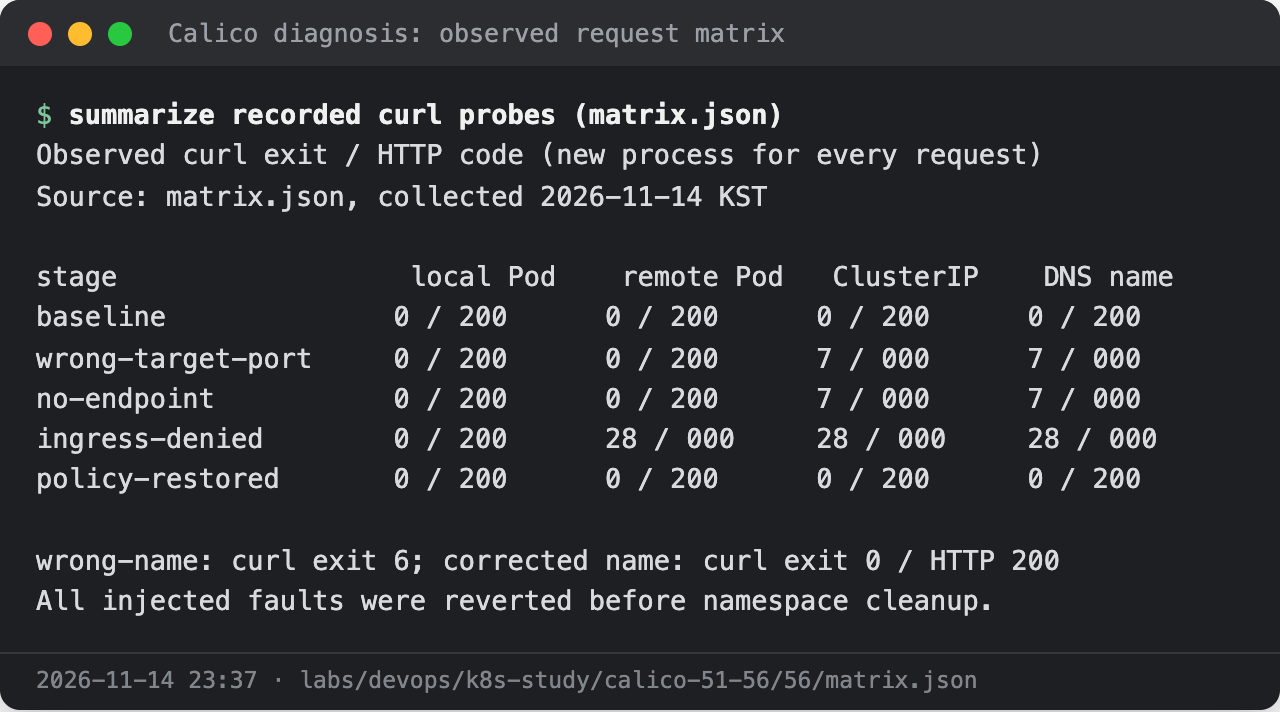 Calico diagnosis: observed request matrix
$ summarize recorded curl probes (matrix.json)
Observed curl exit / HTTP code (new process for every request)
Source: matrix.json, collected 2026-11-14 KST
stage local Pod remote Pod ClusterIP DNS name
baseline 0 / 200 0 / 200 0 / 200 0 / 200
wrong-target-port 0 / 200 0 / 200 7 / 000 7 / 000
no-endpoint 0 / 200 0 / 200 7 / 000 7 / 000
ingress-denied 0 / 200 28 / 000 28 / 000 28 / 000
policy-restored 0 / 200 0 / 200 0 / 200 0 / 200
wrong-name: curl exit 6; corrected name: curl exit 0 / HTTP 200
All injected faults were reverted before namespace cleanup.
2026-11-14 23:37 · labs/devops/k8s-study/calico-51-56/56/matrix.json